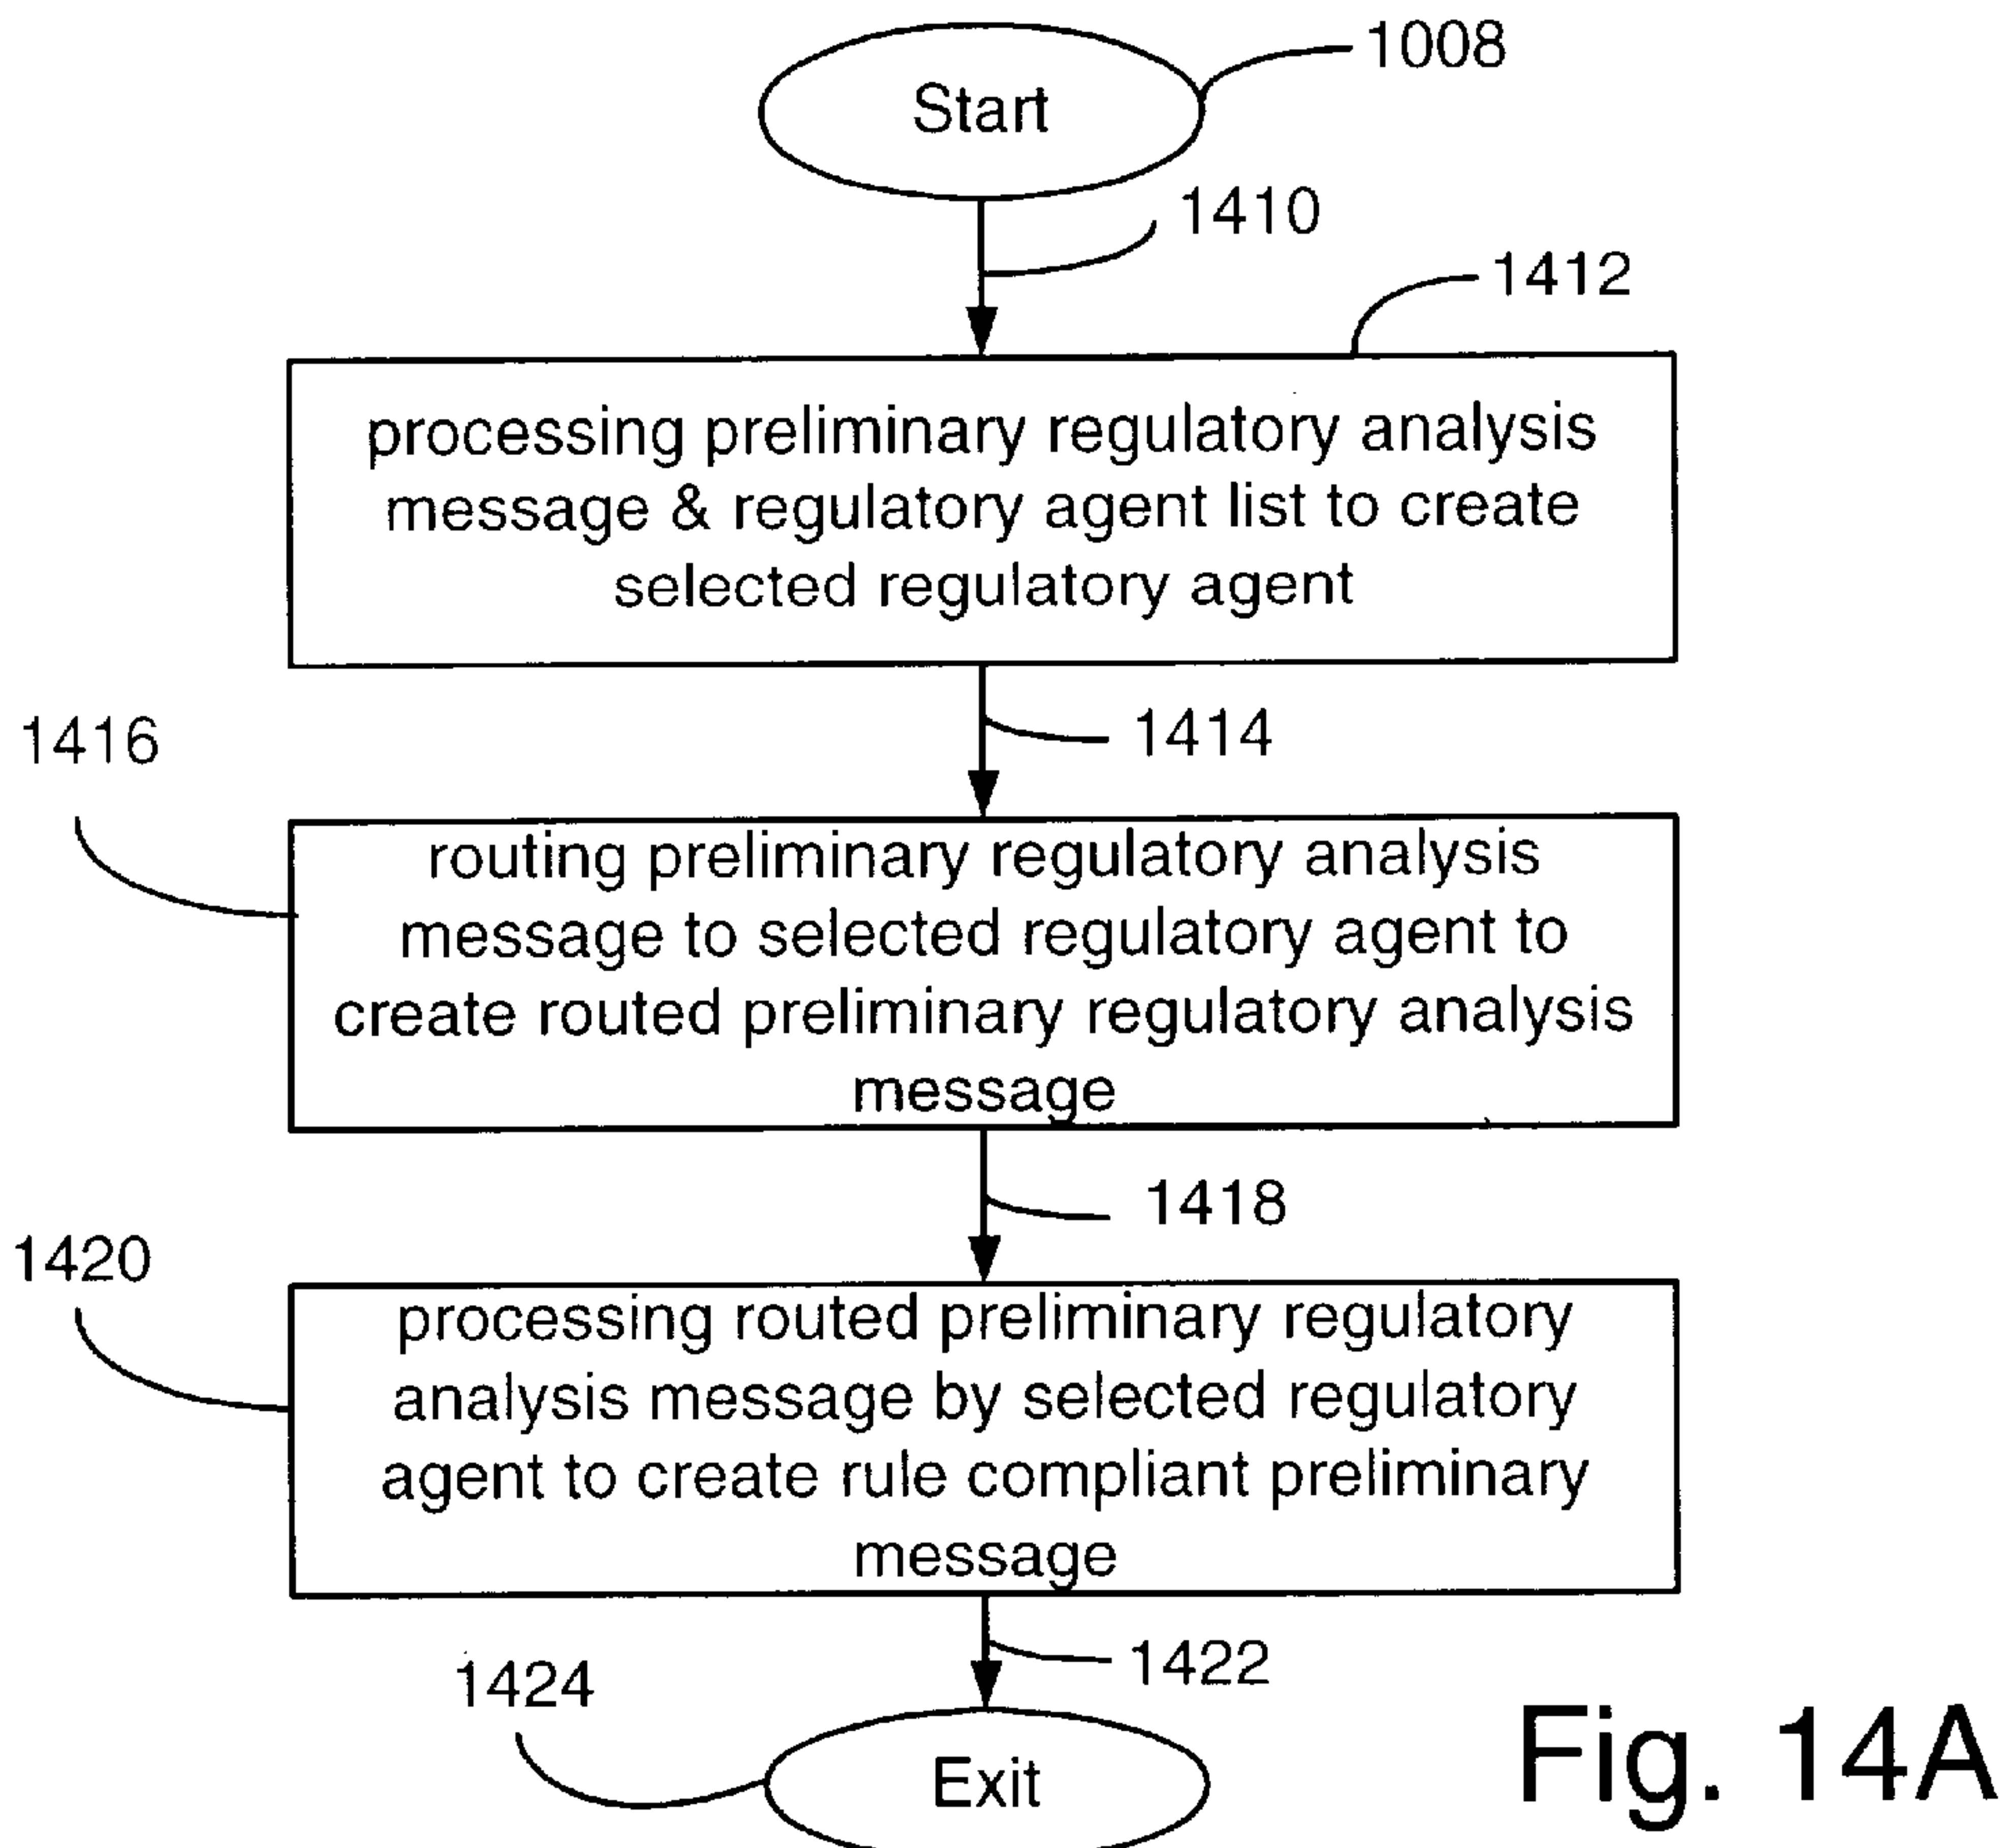 1008
Start
1410
1412
processing preliminary regulatory analysis
message & regulatory agent list to create
selected regulatory agent
1414
1416
routing preliminary regulatory analysis
message to selected regulatory agent to
create routed preliminary regulatory analysis
message
1418
1420
processing routed preliminary regulatory
analysis message by selected regulatory
agent to create rule compliant preliminary
message
1422
1424
Exit
Fig. 14A